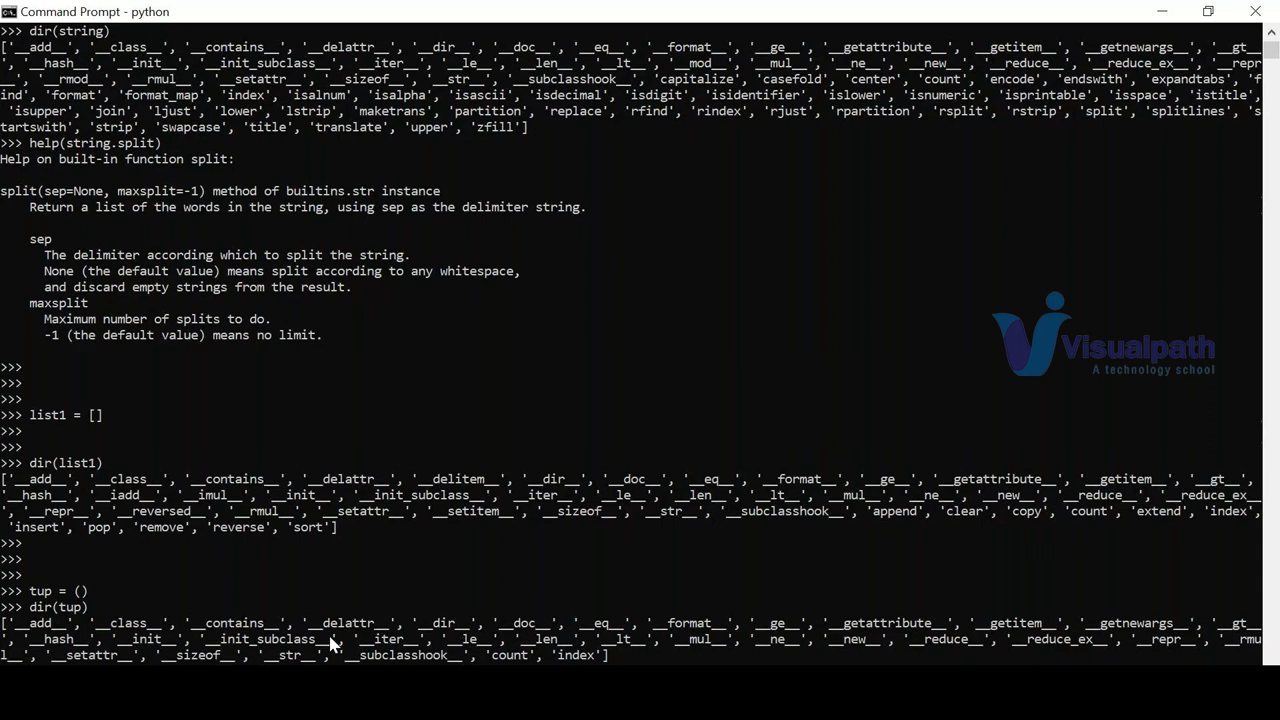 Command Prompt - python
>>> dir(string)
['__add__', '__class__', '__contains__', '__delattr__', '__dir__', '__doc__', '__eq__', '__format__', '__ge__', '__getattribute__', '__getitem__', '__getnewargs__', '__gt__'
, '__hash__', '__init__', '__init_subclass__', '__iter__', '__le__', '__len__', '__lt__', '__mod__', '__mul__', '__ne__', '__new__', '__reduce__', '__reduce_ex__', '__repr
__', '__rmod__', '__rmul__', '__setattr__', '__sizeof__', '__str__', '__subclasshook__', 'capitalize', 'casefold', 'center', 'count', 'encode', 'endswith', 'expandtabs', 'f
ind', 'format', 'format_map', 'index', 'isalnum', 'isalpha', 'isascii', 'isdecimal', 'isdigit', 'isidentifier', 'islower', 'isnumeric', 'isprintable', 'isspace', 'istitle',
'isupper', 'join', 'ljust', 'lower', 'lstrip', 'maketrans', 'partition', 'replace', 'rfind', 'rindex', 'rjust', 'rpartition', 'rsplit', 'rstrip', 'split', 'splitlines', 's
tartswith', 'strip', 'swapcase', 'title', 'translate', 'upper', 'zfill']
>>> help(string.split)
Help on built-in function split:
split(sep=None, maxsplit=-1) method of builtins.str instance
Return a list of the words in the string, using sep as the delimiter string.
sep
The delimiter according which to split the string.
None (the default value) means split according to any whitespace,
and discard empty strings from the result.
maxsplit
Maximum number of splits to do.
-1 (the default value) means no limit.
>>>
>>>
>>>
>>> list1 = []
>>>
>>>
>>> dir(list1)
['__add__', '__class__', '__contains__', '__delattr__', '__delitem__', '__dir__', '__doc__', '__eq__', '__format__', '__ge__', '__getattribute__', '__getitem__', '__gt__',
'__hash__', '__iadd__', '__imul__', '__init__', '__init_subclass__', '__iter__', '__le__', '__len__', '__lt__', '__mul__', '__ne__', '__new__', '__reduce__', '__reduce_ex__
', '__repr__', '__reversed__', '__rmul__', '__setattr__', '__setitem__', '__sizeof__', '__str__', '__subclasshook__', 'append', 'clear', 'copy', 'count', 'extend', 'index',
'insert', 'pop', 'remove', 'reverse', 'sort']
>>>
>>>
>>>
>>> tup = ()
>>> dir(tup)
['__add__', '__class__', '__contains__', '__delattr__', '__dir__', '__doc__', '__eq__', '__format__', '__ge__', '__getattribute__', '__getitem__', '__getnewargs__', '__gt__
', '__hash__', '__init__', '__init_subclass__', '__iter__', '__le__', '__len__', '__lt__', '__mul__', '__ne__', '__new__', '__reduce__', '__reduce_ex__', '__repr__', '__rmu
l__', '__setattr__', '__sizeof__', '__str__', '__subclasshook__', 'count', 'index']
Visualpath
A technology school